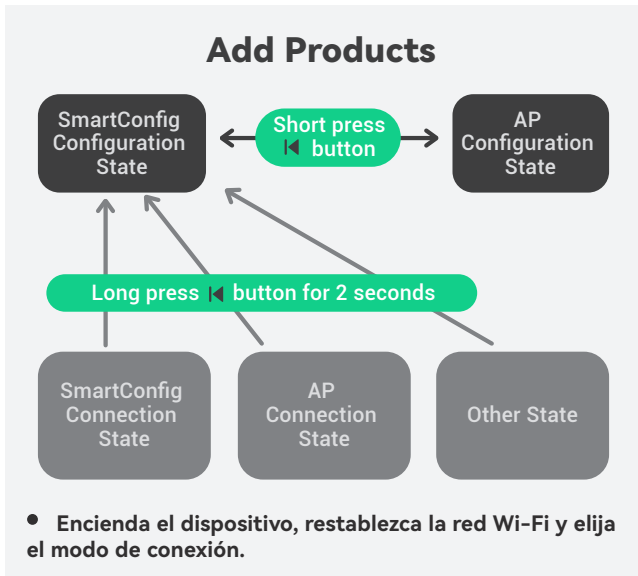 Add Products
SmartConfig
Configuration
State
Short press
button
AP
Configuration
State
Long press button for 2 seconds
SmartConfig
Connection
State
AP
Connection
State
Other State
• Encienda el dispositivo, restablezca la red Wi-Fi y elija
el modo de conexión.